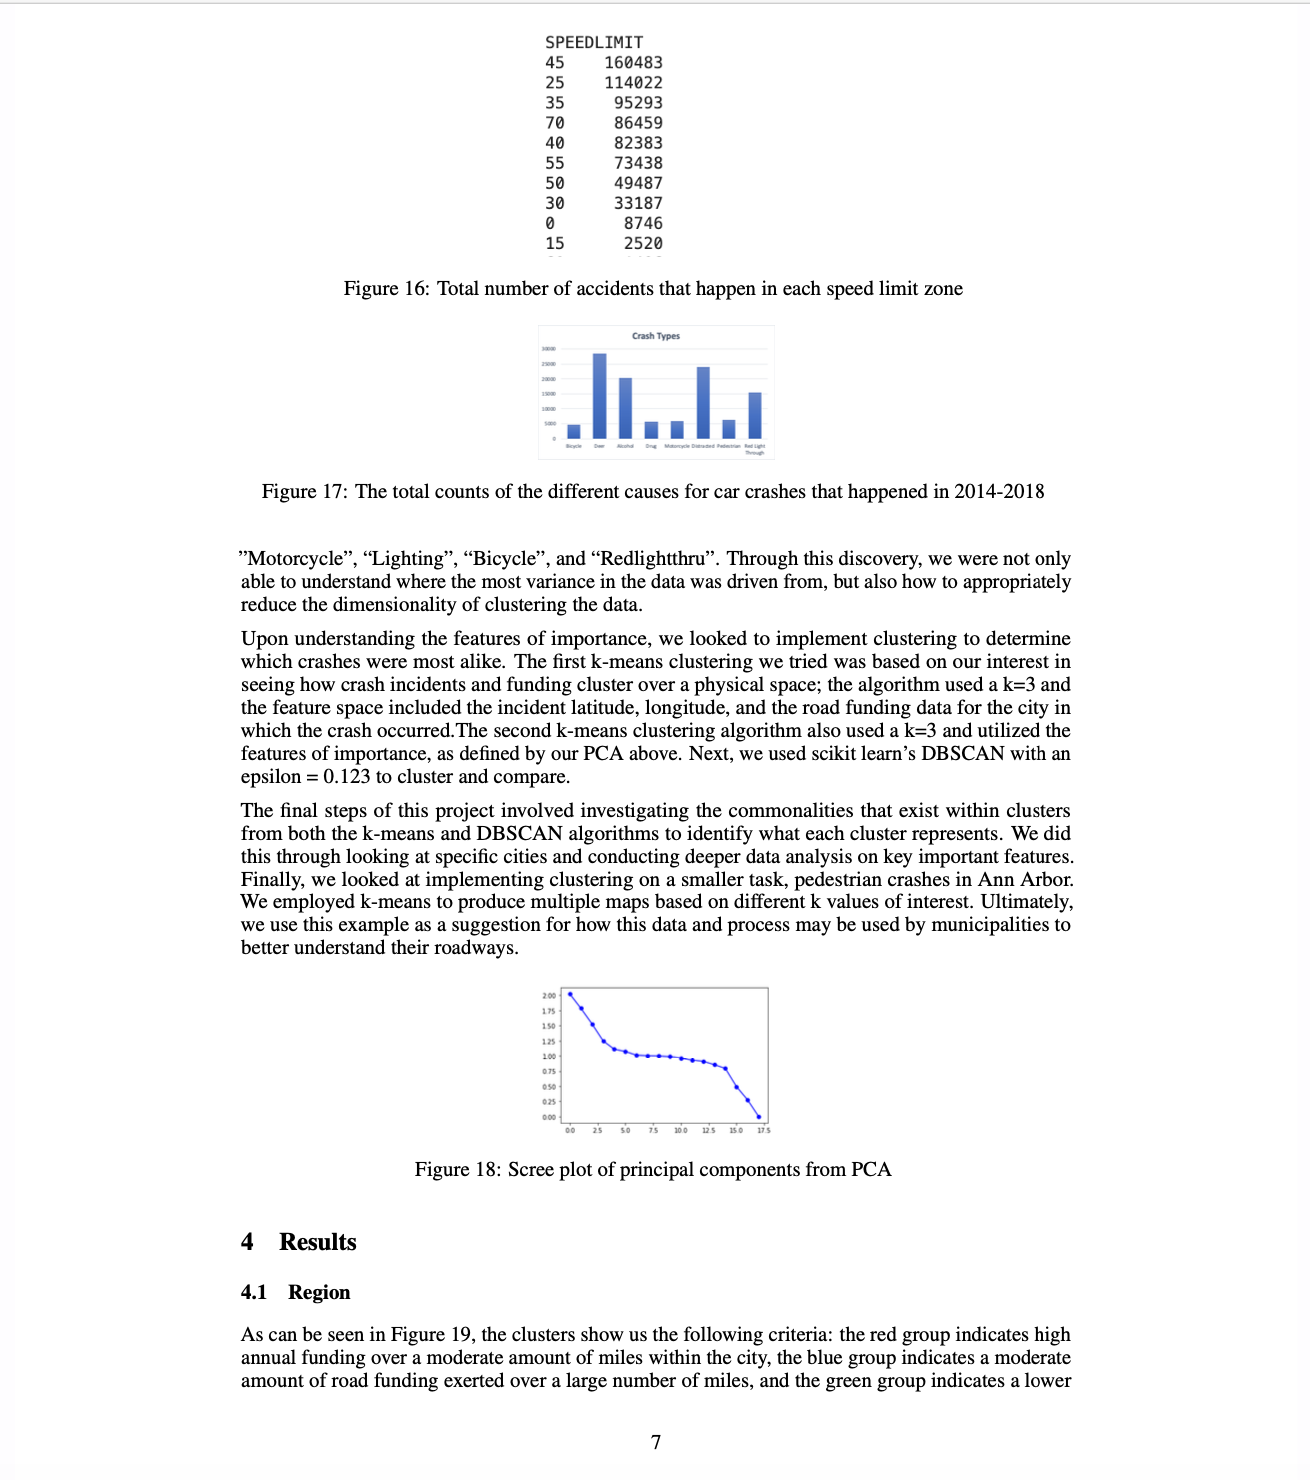 SPEEDLIMIT
45 160483
25 114022
35 95293
70 86459
40 82383
55 73438
50 49487
30 33187
0 8746
15 2520
Figure 16: Total number of accidents that happen in each speed limit zone
Crash Types
30000
25000
20000
15000
10000
5000
0
Bicycle Deer Alcohol Drug Motorcycle Distracted Pedestrian Red Light
Through
Figure 17: The total counts of the different causes for car crashes that happened in 2014-2018
”Motorcycle”, “Lighting”, “Bicycle”, and “Redlightthru”. Through this discovery, we were not only
able to understand where the most variance in the data was driven from, but also how to appropriately
reduce the dimensionality of clustering the data.
Upon understanding the features of importance, we looked to implement clustering to determine
which crashes were most alike. The first k-means clustering we tried was based on our interest in
seeing how crash incidents and funding cluster over a physical space; the algorithm used a k=3 and
the feature space included the incident latitude, longitude, and the road funding data for the city in
which the crash occurred.The second k-means clustering algorithm also used a k=3 and utilized the
features of importance, as defined by our PCA above. Next, we used scikit learn’s DBSCAN with an
epsilon = 0.123 to cluster and compare.
The final steps of this project involved investigating the commonalities that exist within clusters
from both the k-means and DBSCAN algorithms to identify what each cluster represents. We did
this through looking at specific cities and conducting deeper data analysis on key important features.
Finally, we looked at implementing clustering on a smaller task, pedestrian crashes in Ann Arbor.
We employed k-means to produce multiple maps based on different k values of interest. Ultimately,
we use this example as a suggestion for how this data and process may be used by municipalities to
better understand their roadways.
2.00
1.75
1.50
1.25
1.00
0.75
0.50
0.25
0.00
0.0 2.5 5.0 7.5 10.0 12.5 15.0 17.5
Figure 18: Scree plot of principal components from PCA
4 Results
4.1 Region
As can be seen in Figure 19, the clusters show us the following criteria: the red group indicates high
annual funding over a moderate amount of miles within the city, the blue group indicates a moderate
amount of road funding exerted over a large number of miles, and the green group indicates a lower
7